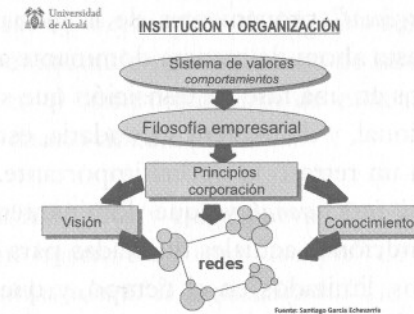 Universidad
de Alcalá
INSTITUCIÓN Y ORGANIZACIÓN
Sistema de valores
comportamientos
Filosofía empresarial
Principios
corporación
Visión
Conocimiento
redes
Fuente: Santiago García Echevarría